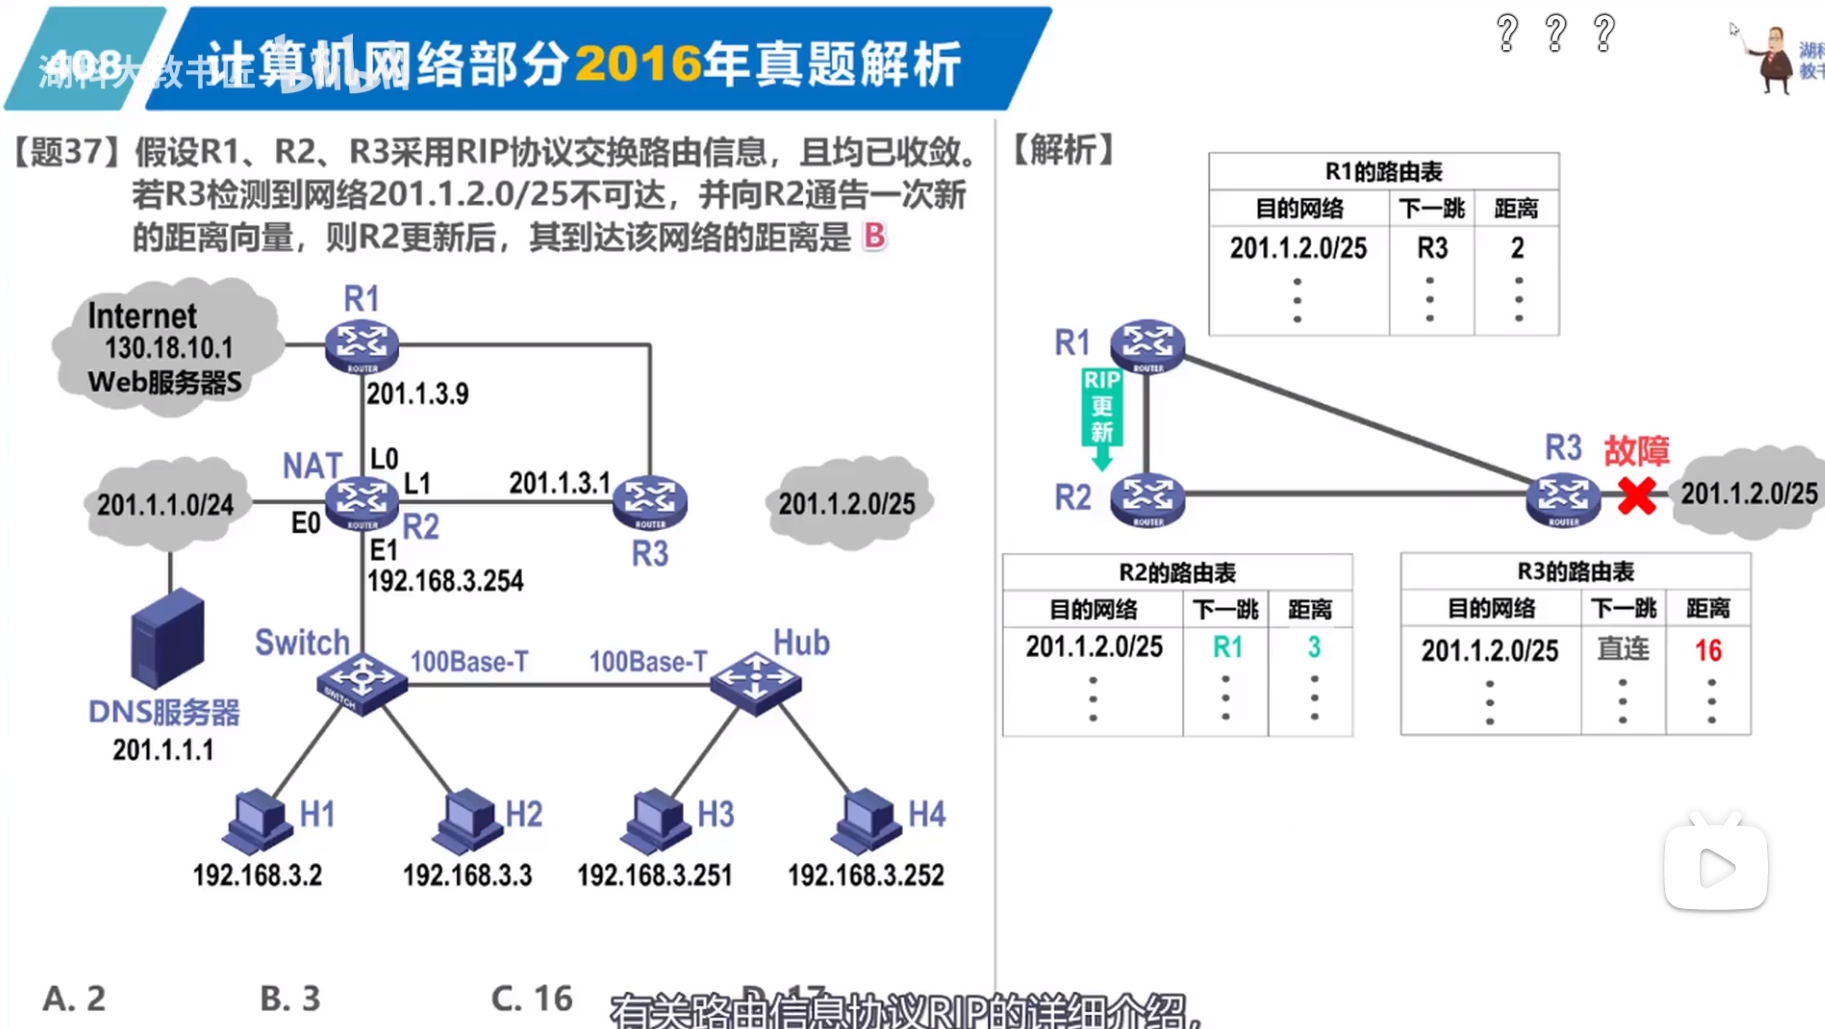 408
计算机网络部分2016年真题解析
湖科大教书匠 bilibili
? ? ?
湖科
教书
【题37】假设R1、R2、R3采用RIP协议交换路由信息，且均已收敛。
若R3检测到网络201.1.2.0/25不可达，并向R2通告一次新
的距离向量，则R2更新后，其到达该网络的距离是 B
Internet
130.18.10.1
Web服务器S
R1
ROUTER
201.1.3.9
NAT
L0
L1
201.1.3.1
201.1.1.0/24
E0
ROUTER
R2
ROUTER
R3
201.1.2.0/25
E1
192.168.3.254
DNS服务器
201.1.1.1
Switch
SWITCH
100Base-T
100Base-T
Hub
H1
H2
H3
H4
192.168.3.2
192.168.3.3
192.168.3.251
192.168.3.252
A. 2
B. 3
C. 16
D. 17
【解析】
R1的路由表
目的网络 下一跳 距离
201.1.2.0/25 R3 2
R1
ROUTER
RIP
更
新
R2
ROUTER
R3
ROUTER
故障
201.1.2.0/25
R2的路由表
目的网络 下一跳 距离
201.1.2.0/25 R1 3
R3的路由表
目的网络 下一跳 距离
201.1.2.0/25 直连 16
有关路由信息协议RIP的详细介绍，